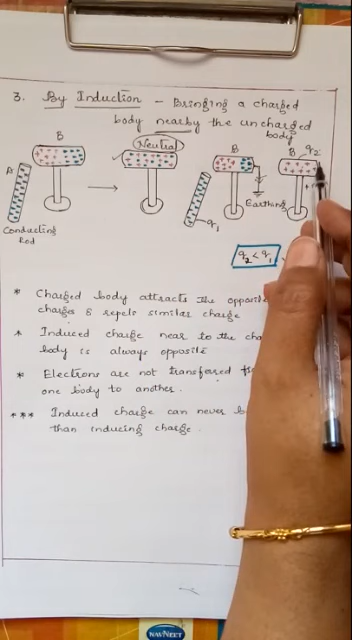 3. By Induction - Bringing a charged
body nearby the uncharged
body
B
Neutral
B
B q2
A
Earthing
q1
Conducting
Rod
q2 < q1
* Charged body attracts the opposite
charges & repels similar charge
* Induced charge near to the
body is always opposite
* Electrons are not transferred
one body to another.
*** Induced charge can never
than inducing charge.
NAVNEET